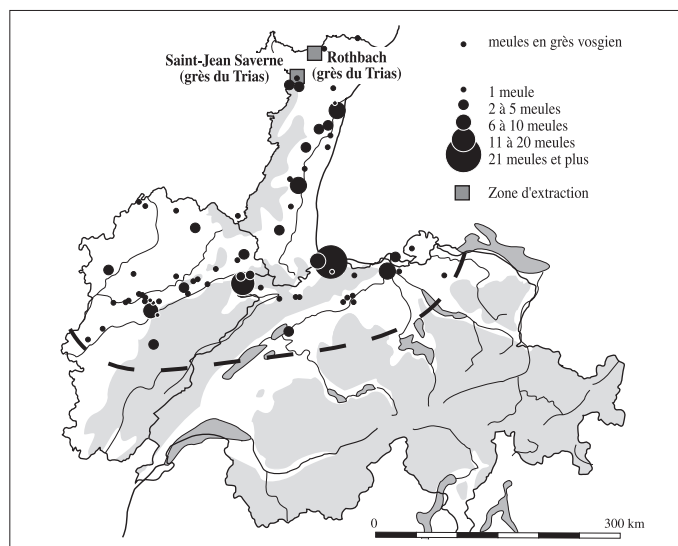 Saint-Jean Saverne
(grès du Trias)
Rothbach
(grès du Trias)
meules en grès vosgien
1 meule
2 à 5 meules
6 à 10 meules
11 à 20 meules
21 meules et plus
Zone d'extraction
0
300 km